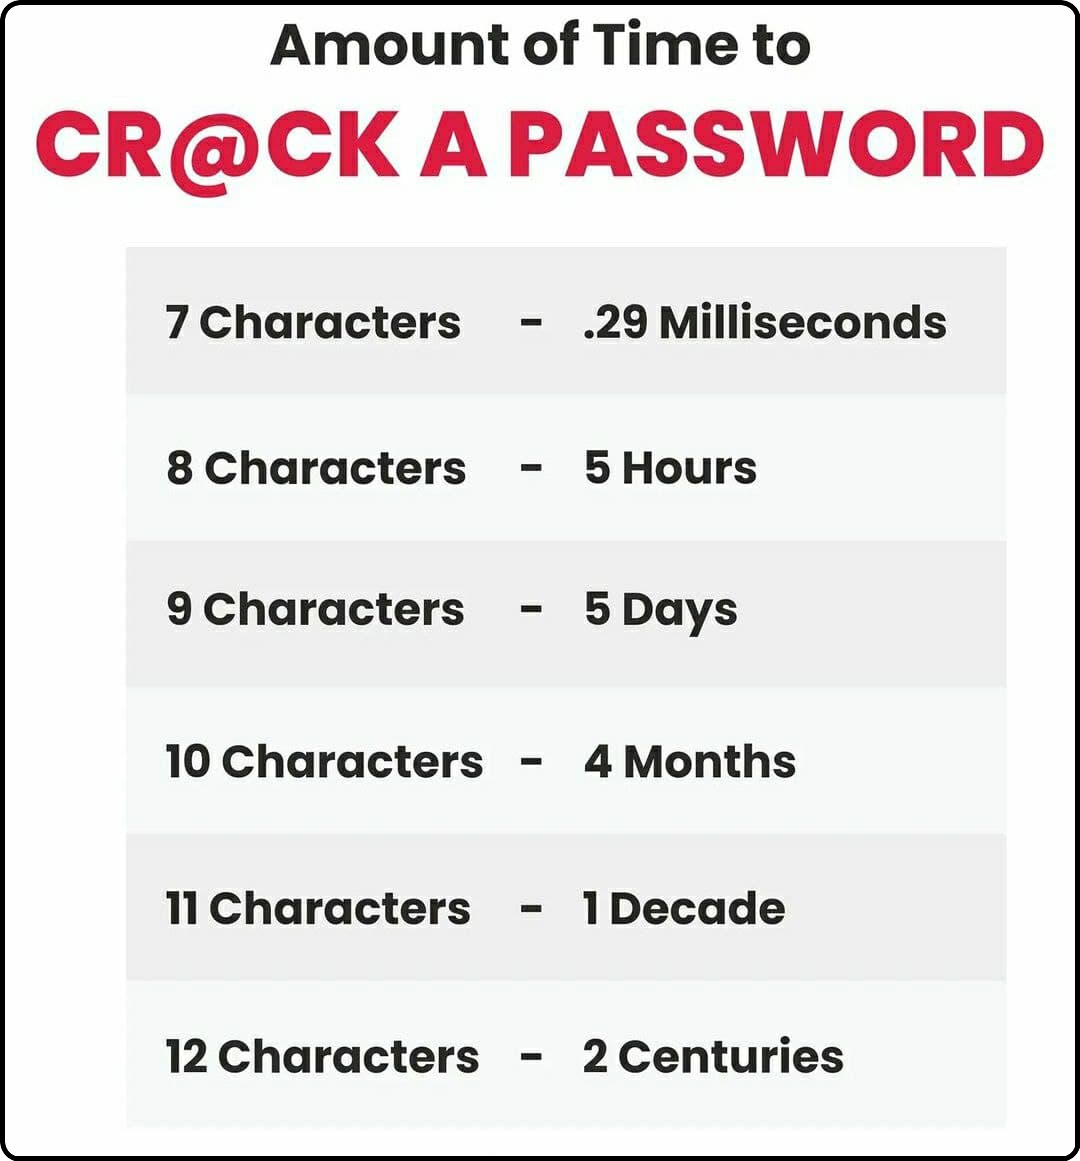 Amount of Time to
CR@CK A PASSWORD
7 Characters - .29 Milliseconds
8 Characters - 5 Hours
9 Characters - 5 Days
10 Characters - 4 Months
11 Characters - 1 Decade
12 Characters - 2 Centuries